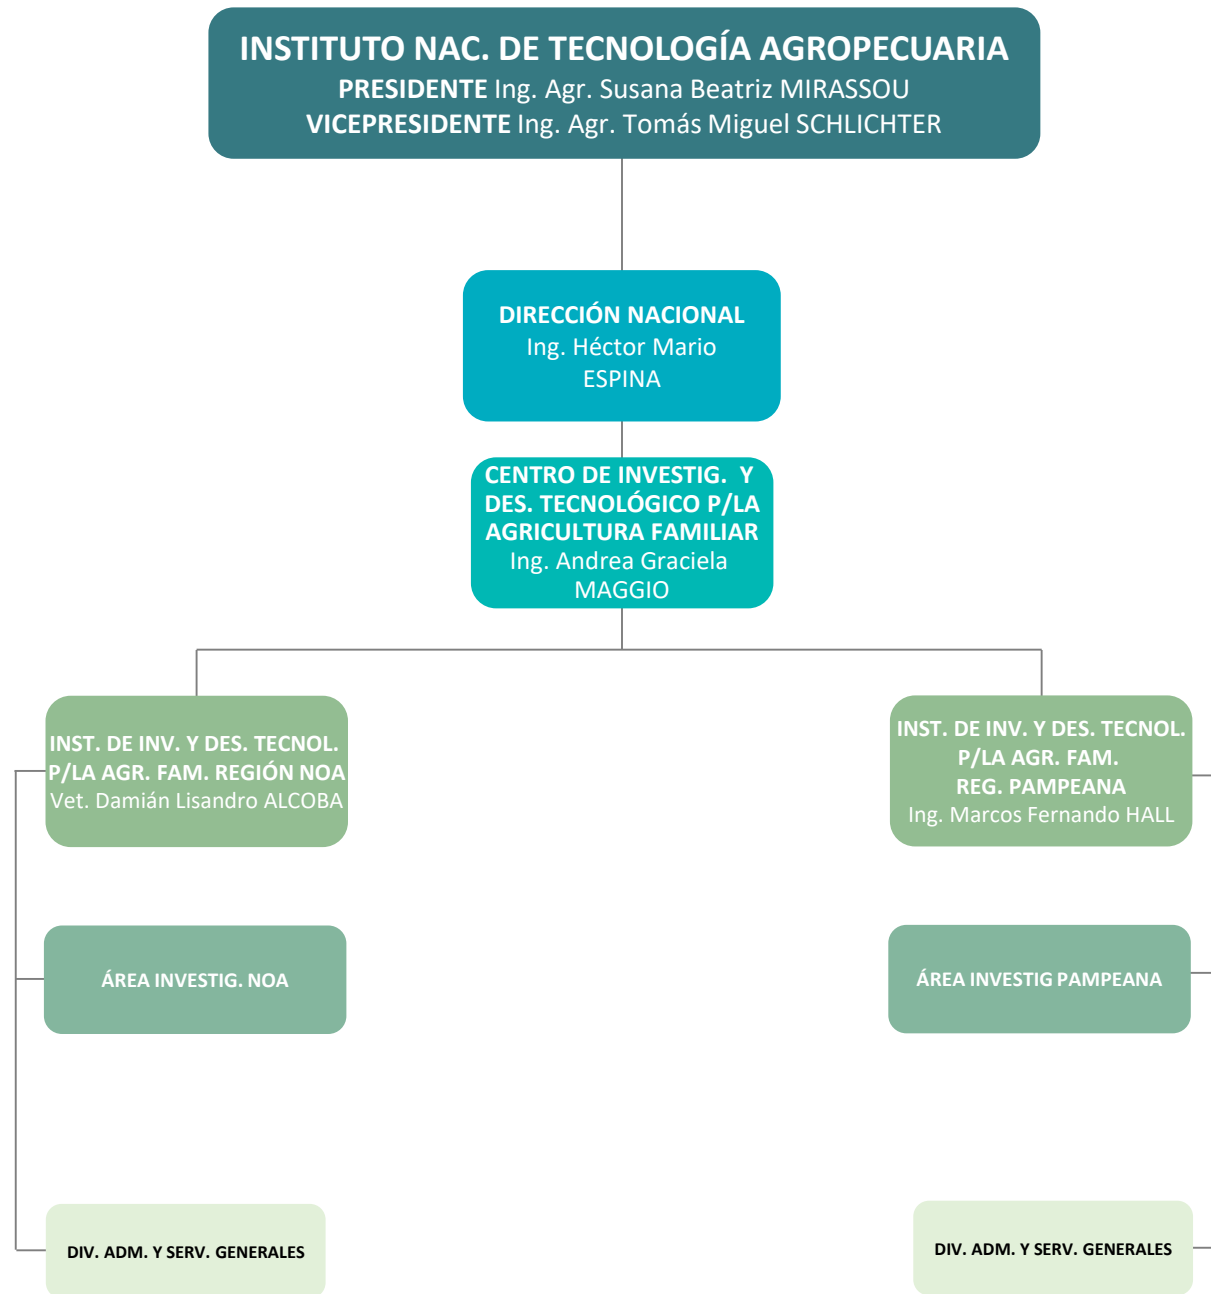 INSTITUTO NAC. DE TECNOLOGÍA AGROPECUARIA
PRESIDENTE Ing. Agr. Susana Beatriz MIRASSOU
VICEPRESIDENTE Ing. Agr. Tomás Miguel SCHLICHTER
DIRECCIÓN NACIONAL
Ing. Héctor Mario
ESPINA
CENTRO DE INVESTIG. Y
DES. TECNOLÓGICO P/LA
AGRICULTURA FAMILIAR
Ing. Andrea Graciela
MAGGIO
INST. DE INV. Y DES. TECNOL.
P/LA AGR. FAM. REGIÓN NOA
Vet. Damián Lisandro ALCOBA
INST. DE INV. Y DES. TECNOL.
P/LA AGR. FAM.
REG. PAMPEANA
Ing. Marcos Fernando HALL
ÁREA INVESTIG. NOA
ÁREA INVESTIG PAMPEANA
DIV. ADM. Y SERV. GENERALES
DIV. ADM. Y SERV. GENERALES